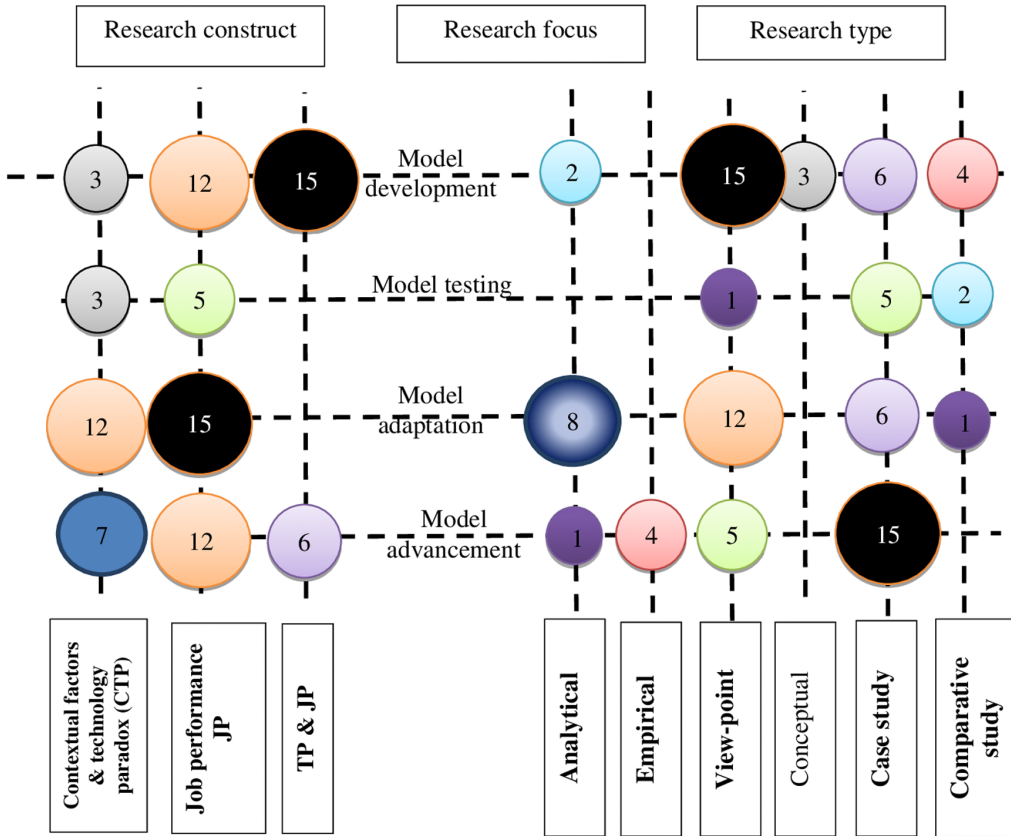 Research construct
Research focus
Research type
3
12
15
Model
development
2
15
3
6
4
3
5
Model testing
1
5
2
12
15
Model
adaptation
8
12
6
1
7
12
6
Model
advancement
1
4
5
15
Contextual factors
& technology
paradox (CTP)
Job performance
JP
TP & JP
Analytical
Empirical
View-point
Conceptual
Case study
Comparative
study